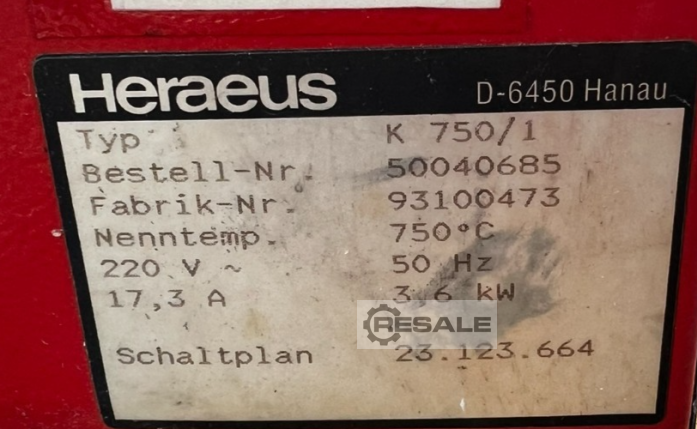 Heraeus D-6450 Hanau
Typ K 750/1
Bestell-Nr. 50040685
Fabrik-Nr. 93100473
Nenntemp. 750°C
220 V ~ 50 Hz
17,3 A 3,6 kW
RESALE
Schaltplan 23.123.664